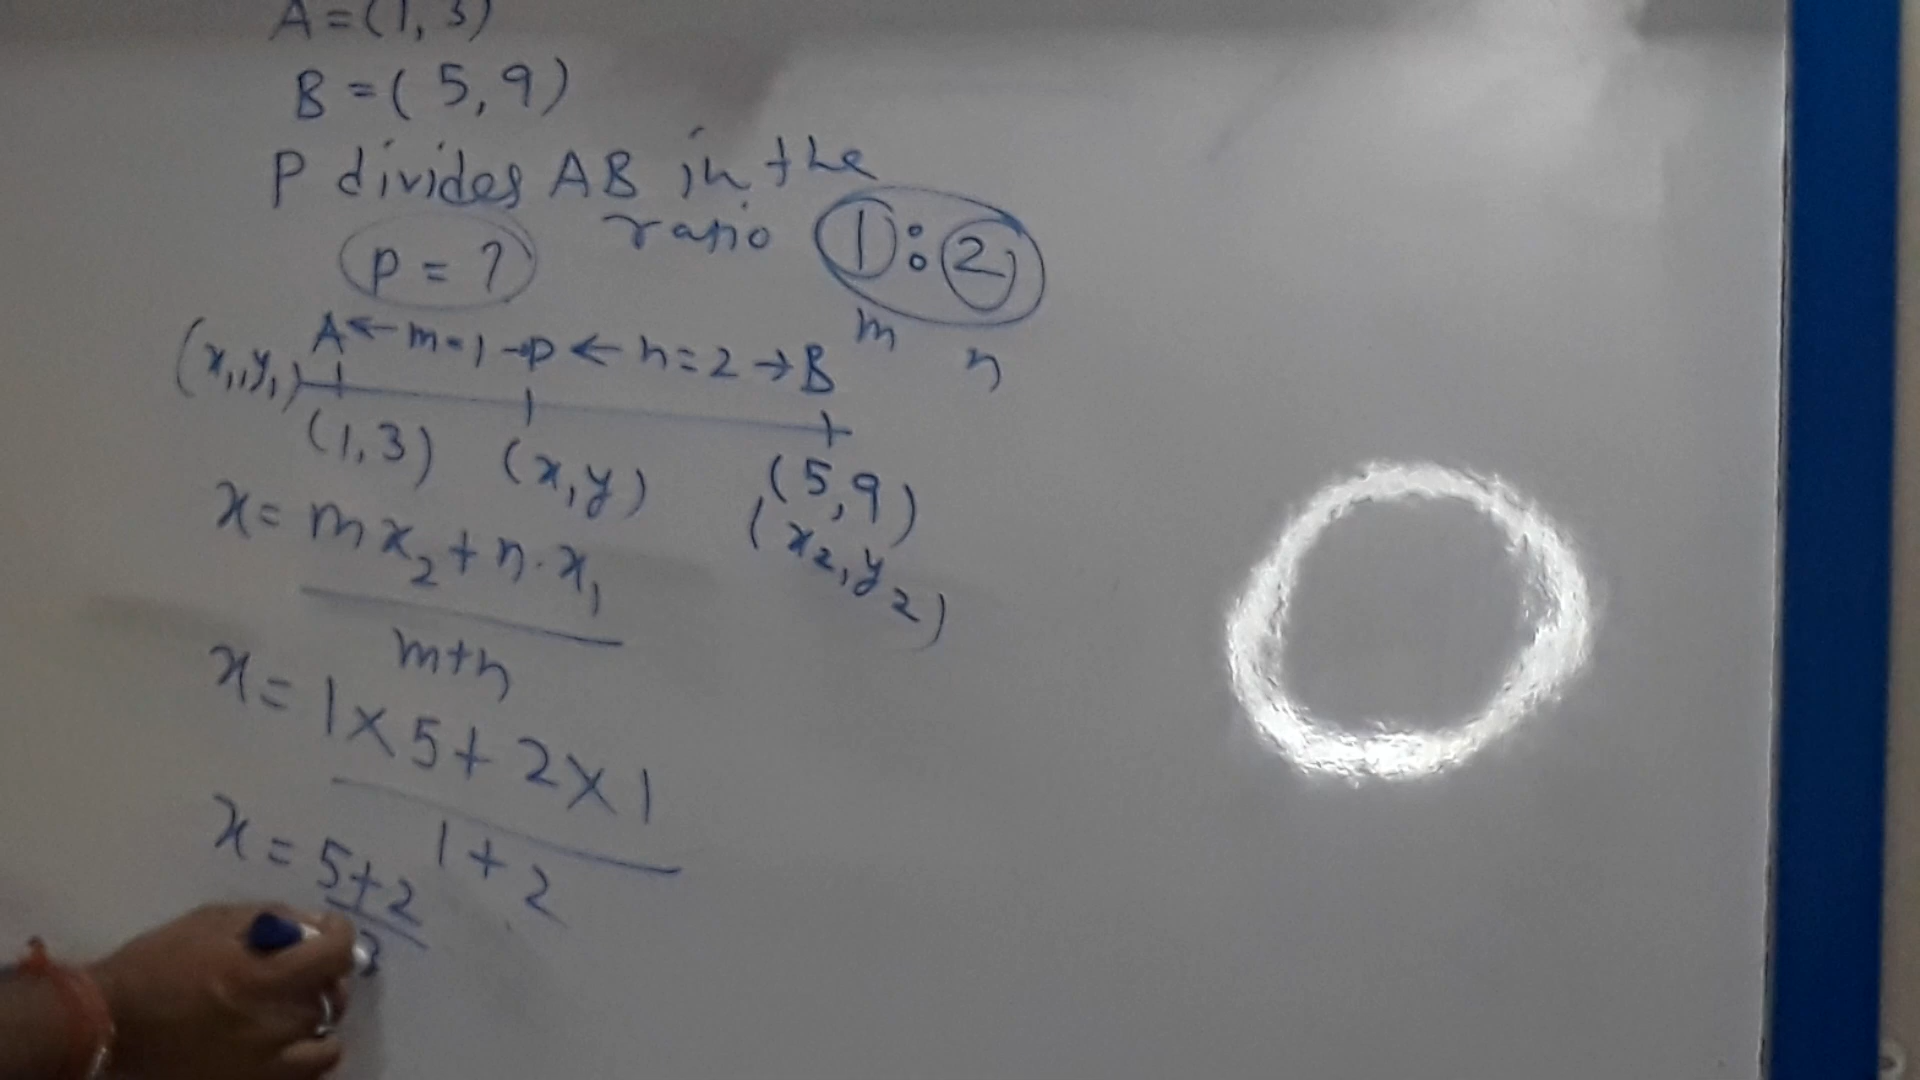 A = (1, 3)
B = ( 5, 9)
P divides AB in the
ratio 1 : 2
P = ?
m n
A ← m = 1 → P ← n = 2 → B
(x₁, y₁)
(1, 3) (x, y) (5, 9)
(x₂, y₂)
x = mx₂ + n · x₁
m+n
x = 1 × 5 + 2 × 1
1 + 2
x = 5+2
3